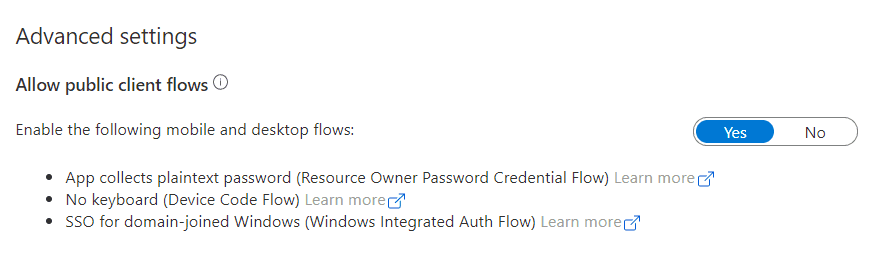 Advanced settings
Allow public client flows
Enable the following mobile and desktop flows:
Yes
No
App collects plaintext password (Resource Owner Password Credential Flow) Learn more
No keyboard (Device Code Flow) Learn more
SSO for domain-joined Windows (Windows Integrated Auth Flow) Learn more